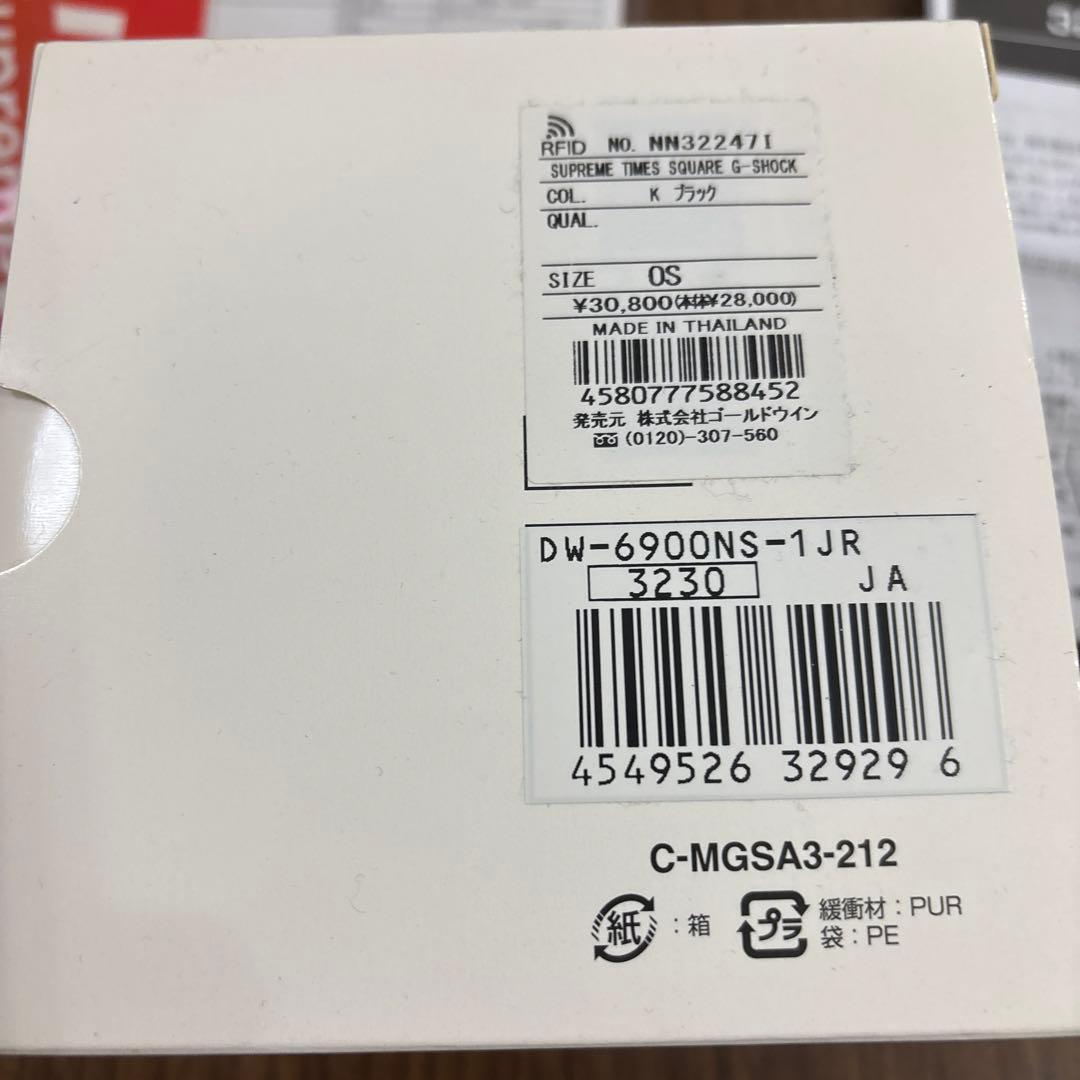 RFID NO. NN32247I
SUPREME TIMES SQUARE G-SHOCK
COL. K ブラック
QUAL.
SIZE OS
¥30,800(本体¥28,000)
MADE IN THAILAND
4580777588452
発売元 株式会社ゴールドウイン
(0120)-307-560
DW-6900NS-1JR
3230 JA
4549526 32929 6
C-MGSA3-212
紙 : 箱
プラ 緩衝材 : PUR
袋 : PE